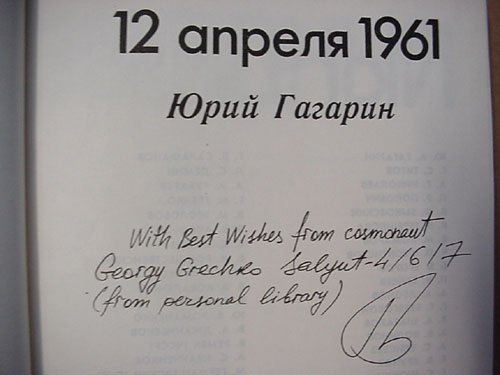 12 апреля 1961
Юрий Гагарин
With Best Wishes from cosmonaut
Georgy Grechko Salyut-4/6/7
(from personal library)